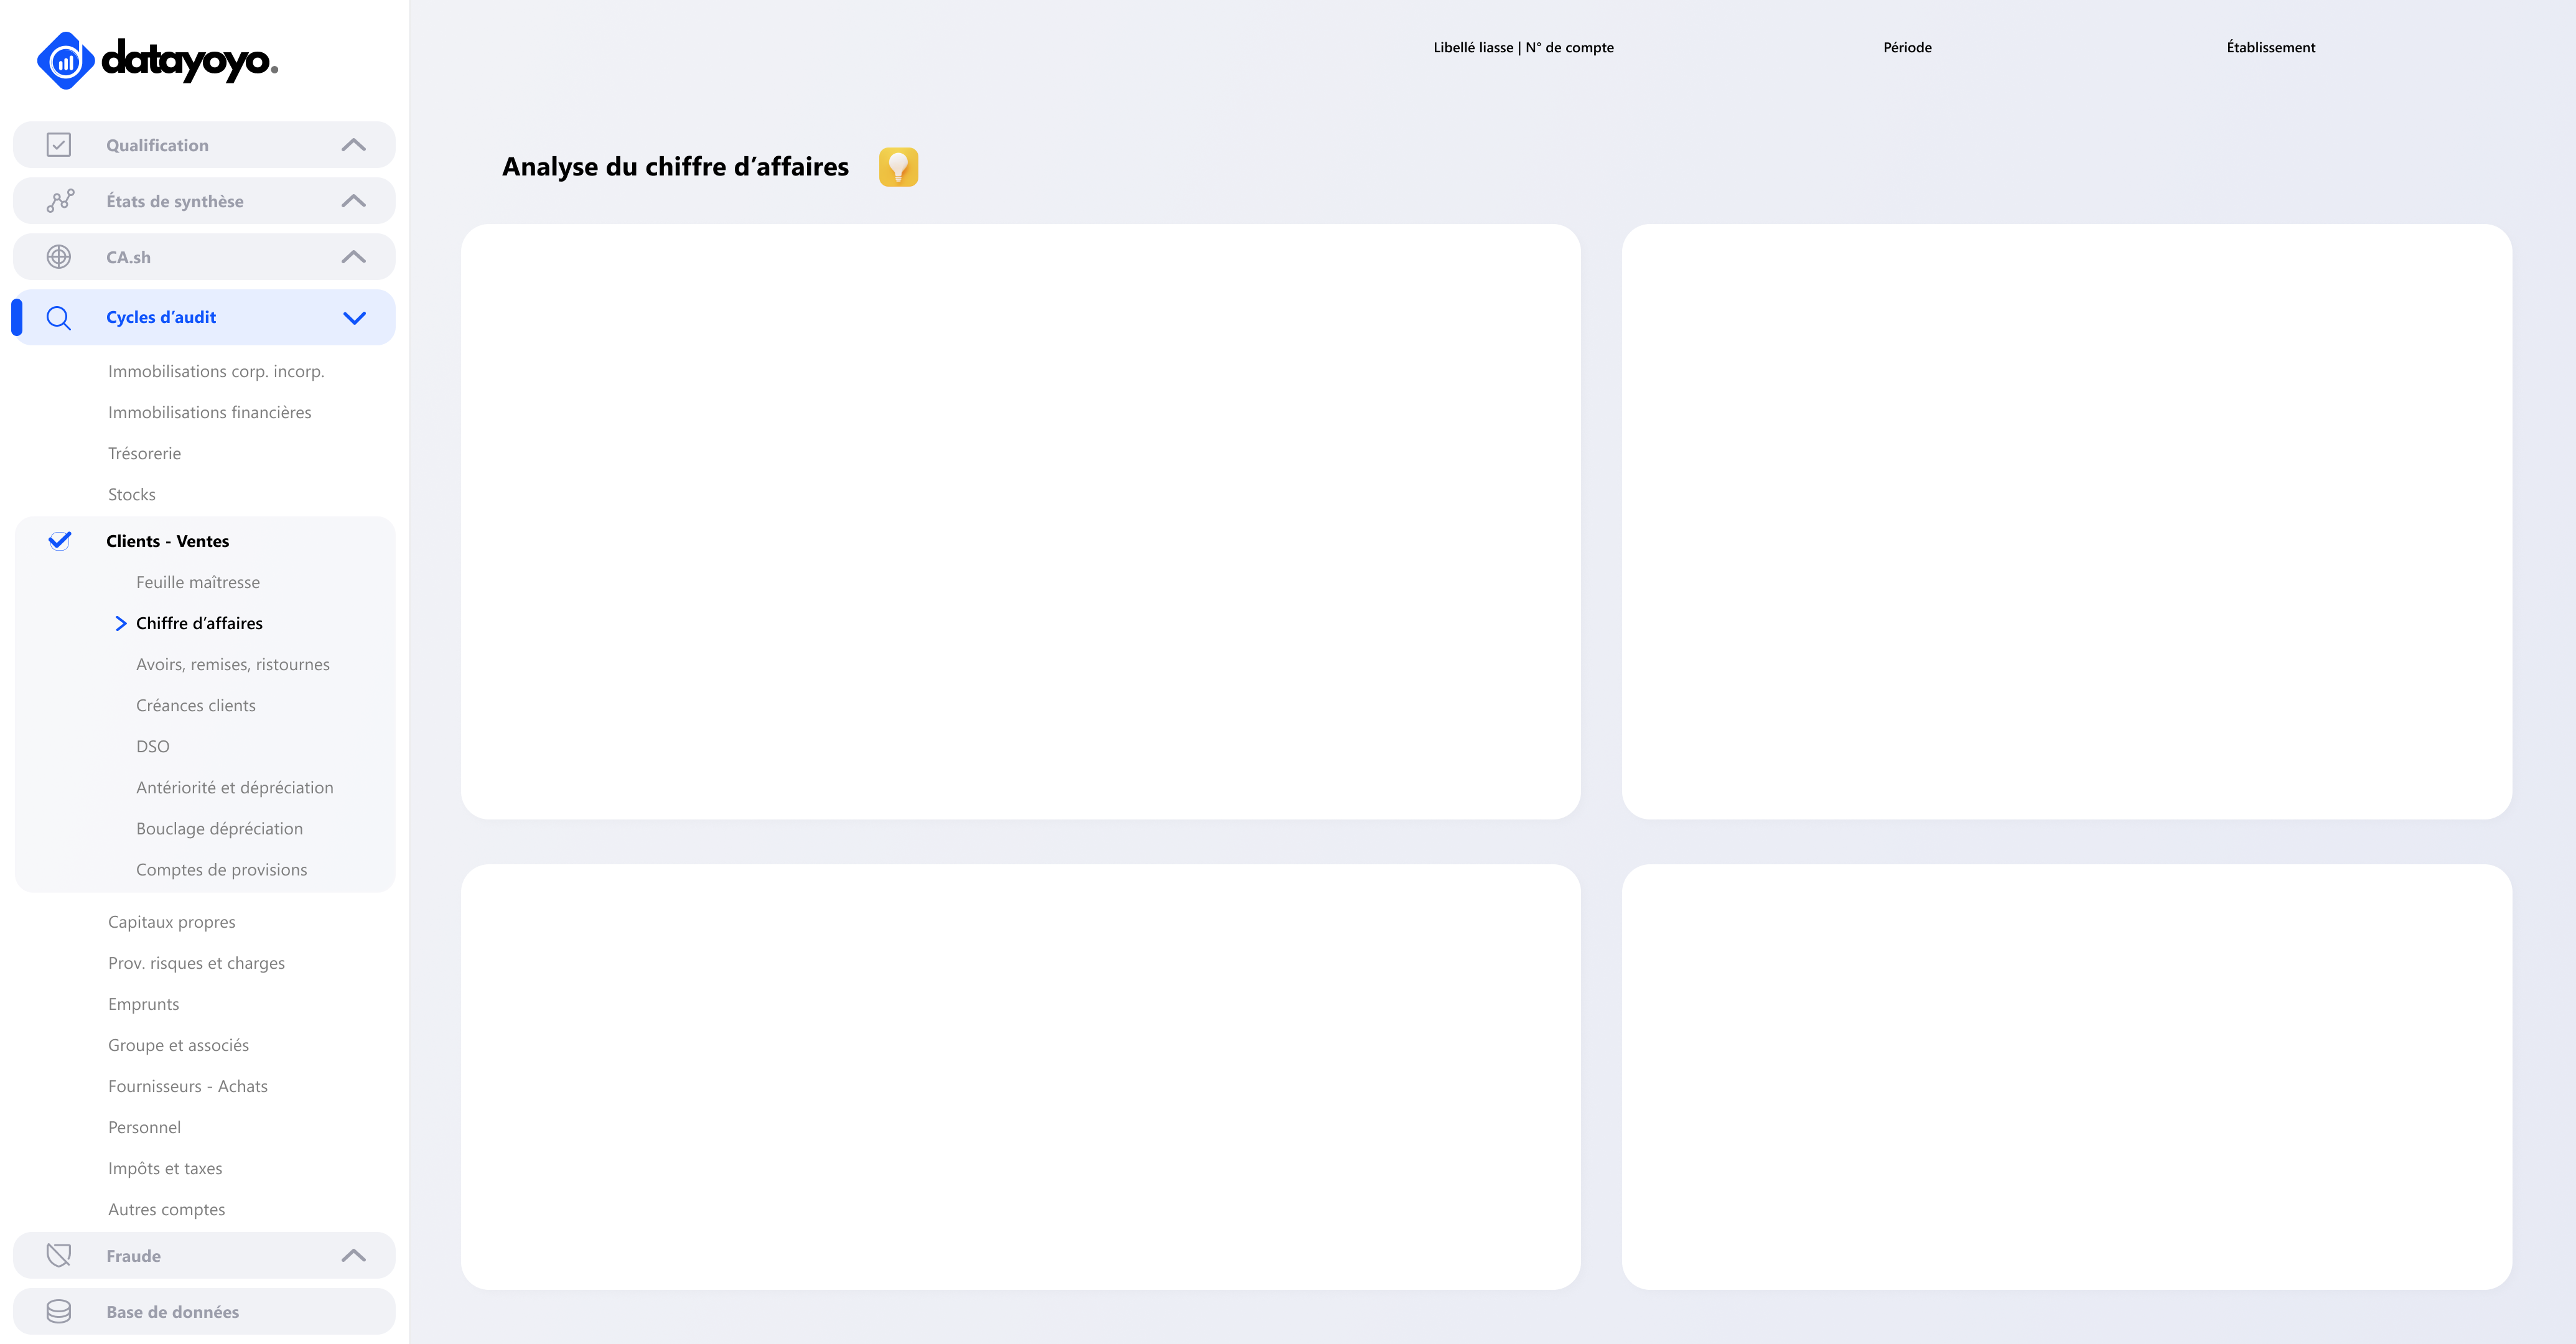 datayoyo.
Libellé liasse | N° de compte
Période
Établissement
Qualification
États de synthèse
CA.sh
Cycles d’audit
Immobilisations corp. incorp.
Immobilisations financières
Trésorerie
Stocks
Clients - Ventes
Feuille maîtresse
Chiffre d’affaires
Avoirs, remises, ristournes
Créances clients
DSO
Antériorité et dépréciation
Bouclage dépréciation
Comptes de provisions
Capitaux propres
Prov. risques et charges
Emprunts
Groupe et associés
Fournisseurs - Achats
Personnel
Impôts et taxes
Autres comptes
Fraude
Base de données
Analyse du chiffre d’affaires